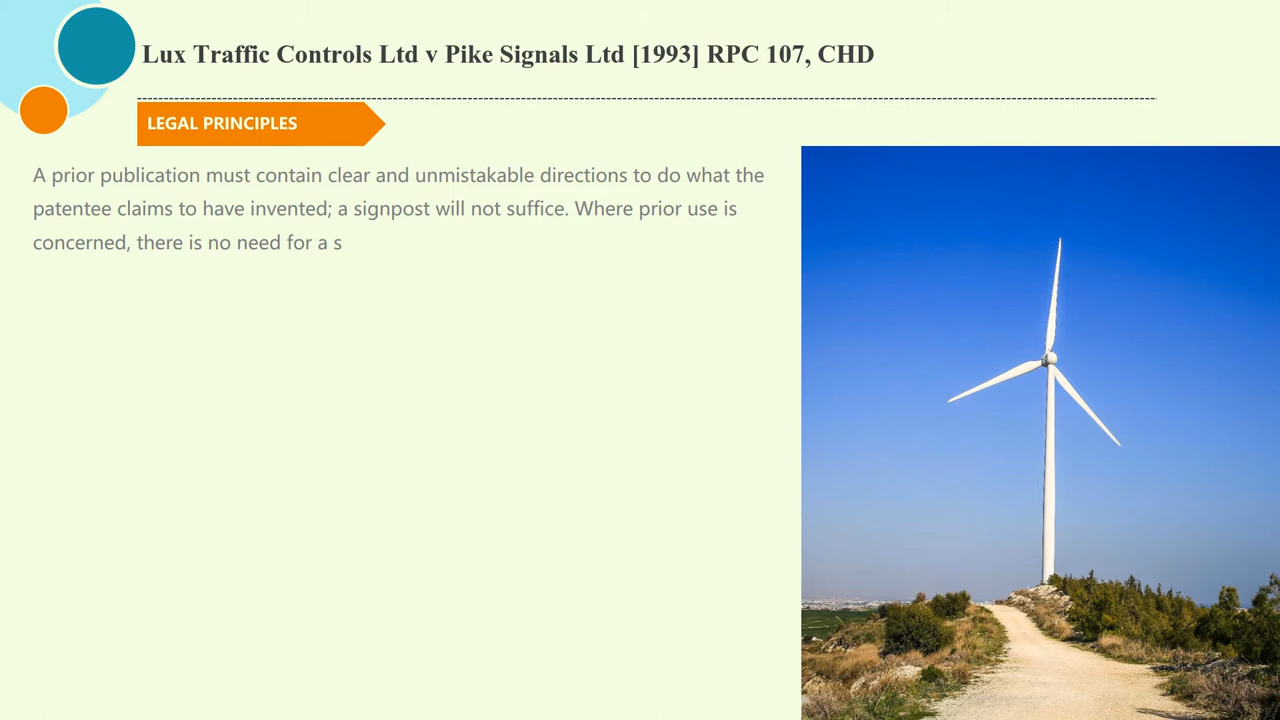 Lux Traffic Controls Ltd v Pike Signals Ltd [1993] RPC 107, CHD
LEGAL PRINCIPLES
A prior publication must contain clear and unmistakable directions to do what the
patentee claims to have invented; a signpost will not suffice. Where prior use is
concerned, there is no need for a s